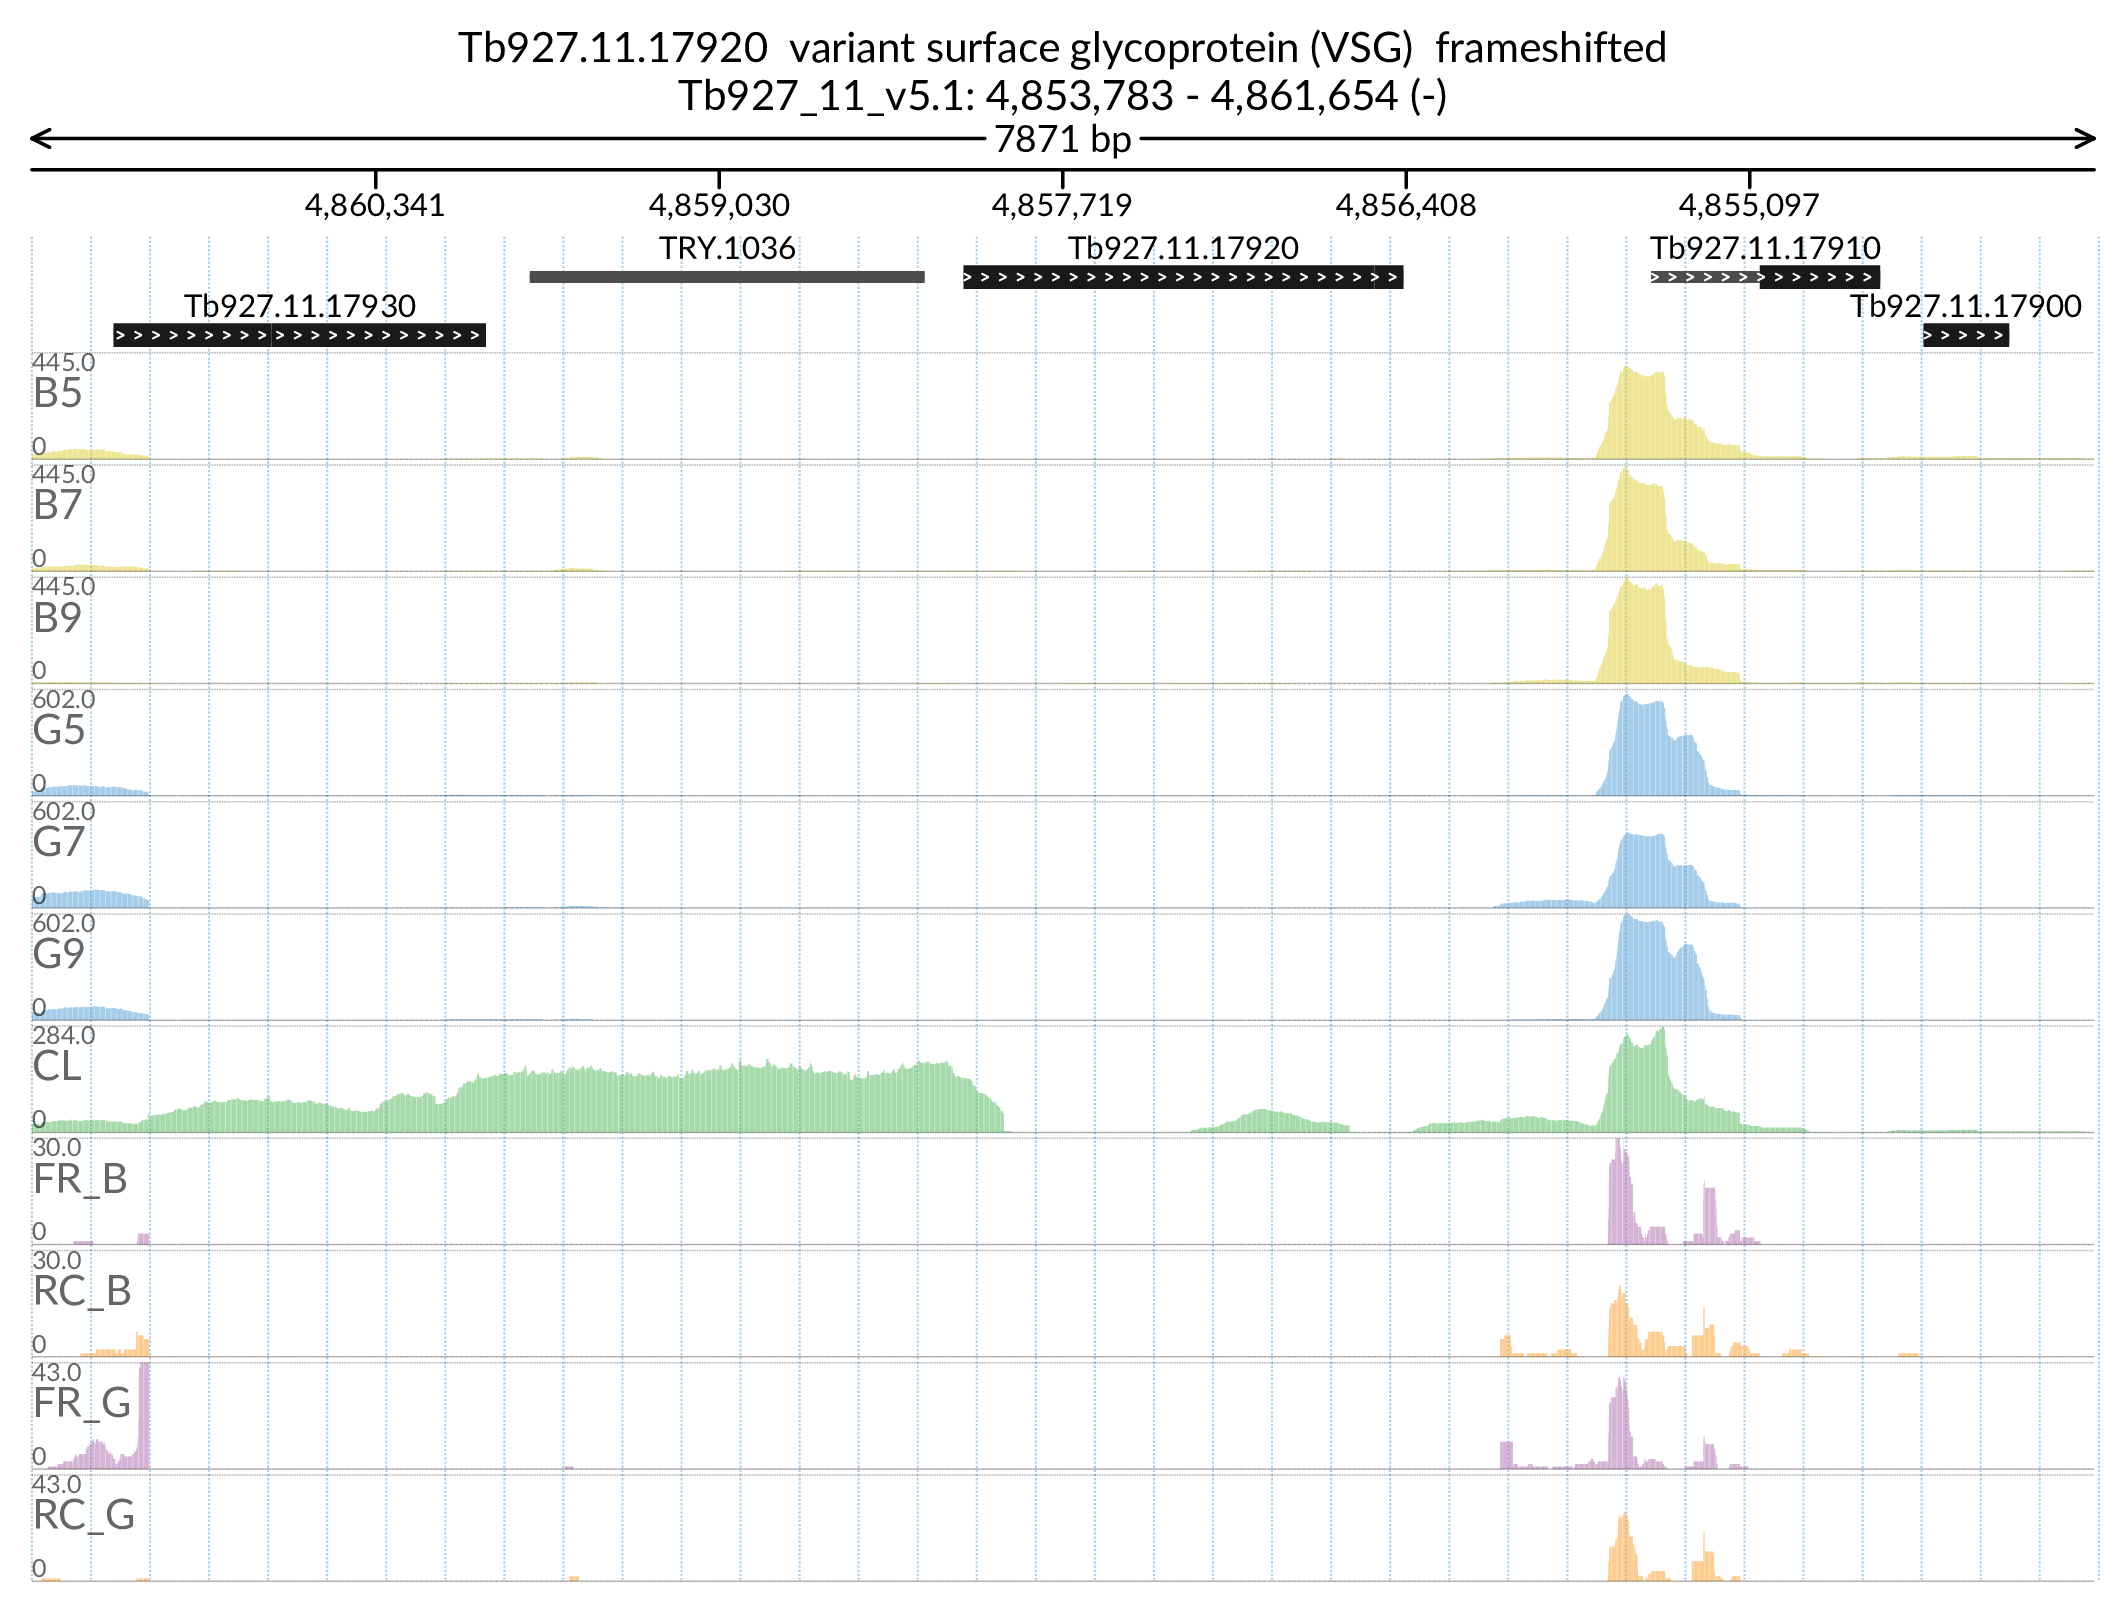 Tb927.11.17920  variant surface glycoprotein (VSG)  frameshifted
Tb927_11_v5.1: 4,853,783 - 4,861,654 (-)
7871 bp
4,860,341 4,859,030 4,857,719 4,856,408 4,855,097
TRY.1036 Tb927.11.17920 Tb927.11.17910
Tb927.11.17930 Tb927.11.17900
445.0
B5
0
445.0
B7
0
445.0
B9
0
602.0
G5
0
602.0
G7
0
602.0
G9
0
284.0
CL
0
30.0
FR_B
0
30.0
RC_B
0
43.0
FR_G
0
43.0
RC_G
0